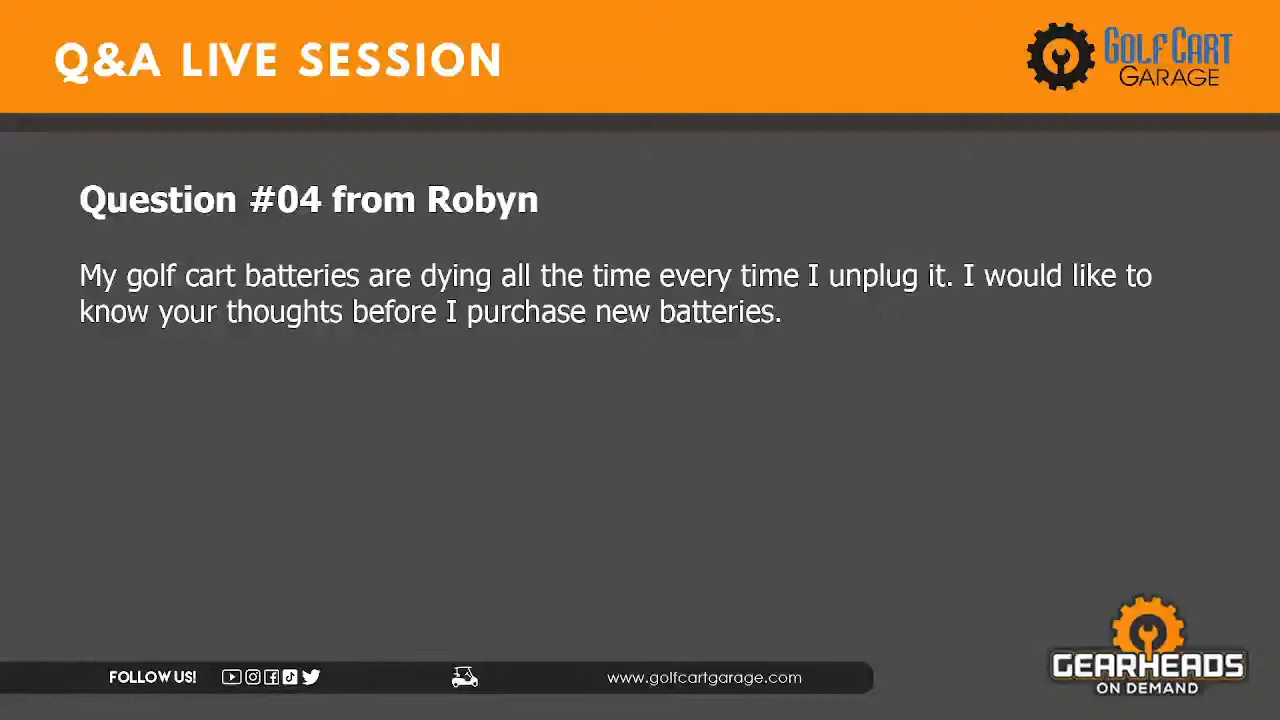 Q&A LIVE SESSION
GOLF CART
GARAGE
Question #04 from Robyn
My golf cart batteries are dying all the time every time I unplug it. I would like to
know your thoughts before I purchase new batteries.
FOLLOW US!
www.golfcartgarage.com
GEARHEADS
ON DEMAND